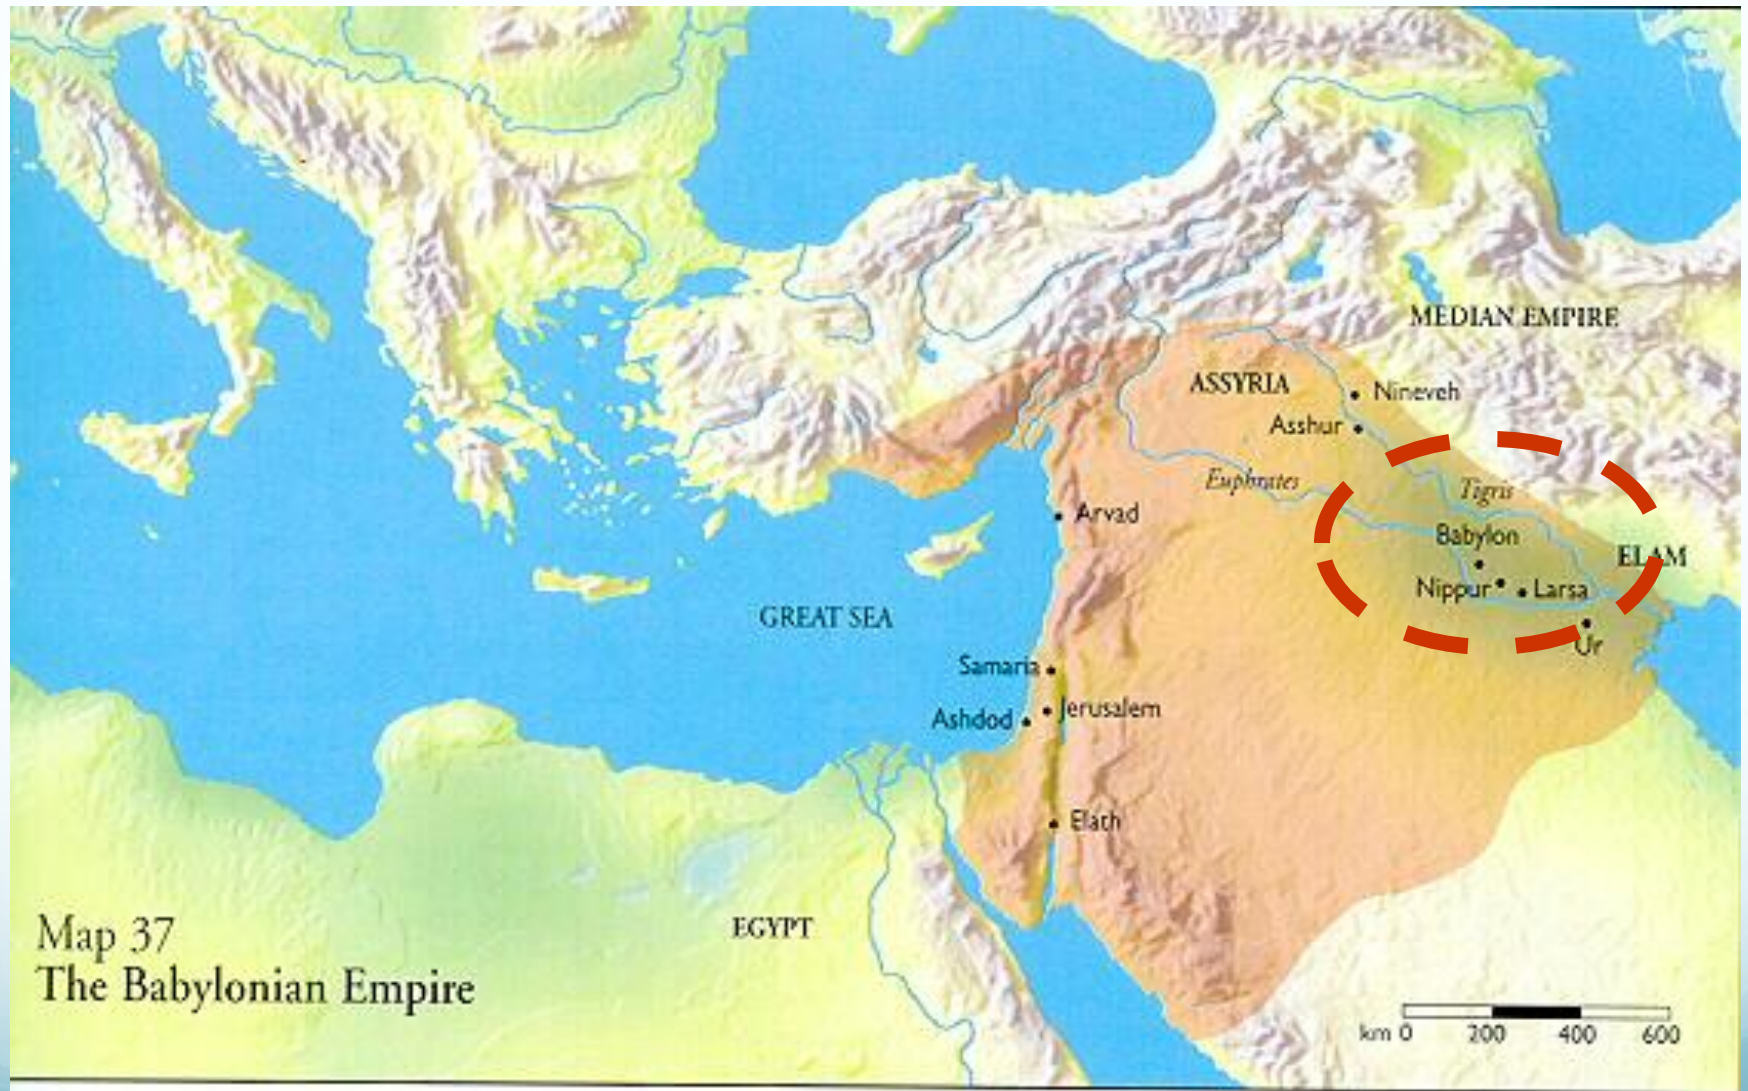 MEDIAN EMPIRE
ASSYRIA
Nineveh
Asshur
Euphrates
Tigris
Arvad
Babylon
ELAM
Nippur
Larsa
GREAT SEA
Ur
Samaria
Jerusalem
Ashdod
Elath
EGYPT
Map 37
The Babylonian Empire
km 0 200 400 600